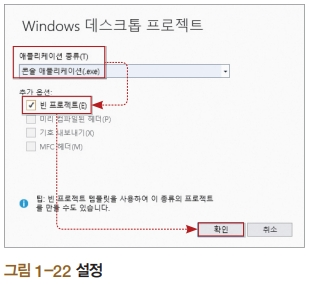 Windows 데스크톱 프로젝트
애플리케이션 종류(T)
콘솔 애플리케이션(.exe)
추가 옵션:
빈 프로젝트(E)
미리 컴파일된 헤더(P)
기호 내보내기(X)
MFC 헤더(M)
팁: 빈 프로젝트 템플릿을 사용하여 이 종류의 프로젝트
를 만들 수도 있습니다.
확인 취소
그림 1-22 설정